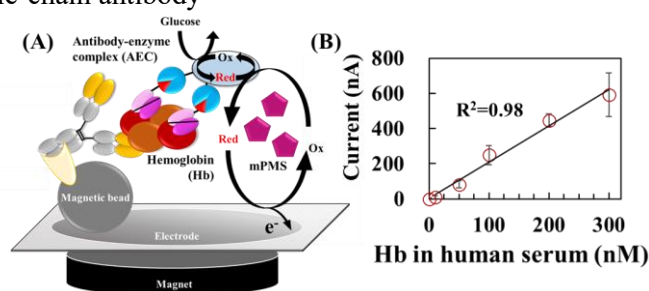 ne-chain antibody
(A)
Glucose
Antibody-enzyme
complex (AEC)
Ox
Red
Red
mPMS
Ox
Hemoglobin
(Hb)
Magnetic bead
Electrode
e-
Magnet
(B)
Current (nA)
800
600
400
200
0
R²=0.98
0
100
200
300
Hb in human serum (nM)